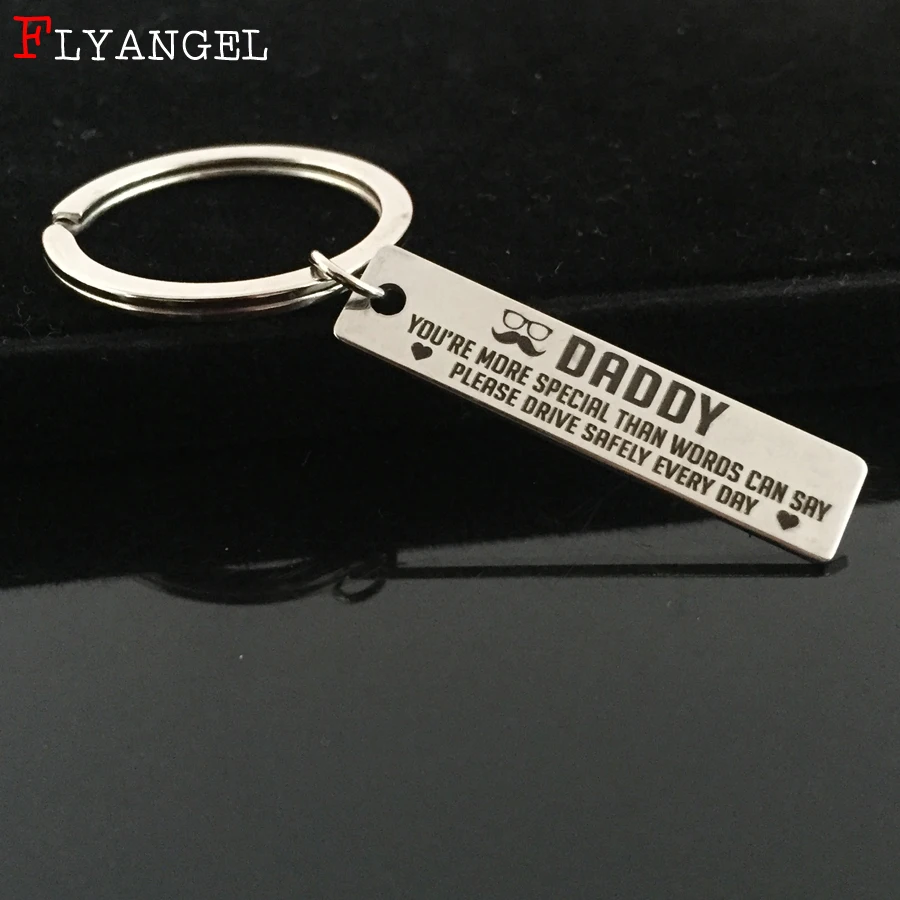 FLYANGEL
DADDY
YOU'RE MORE SPECIAL THAN WORDS CAN SAY
PLEASE DRIVE SAFELY EVERY DAY